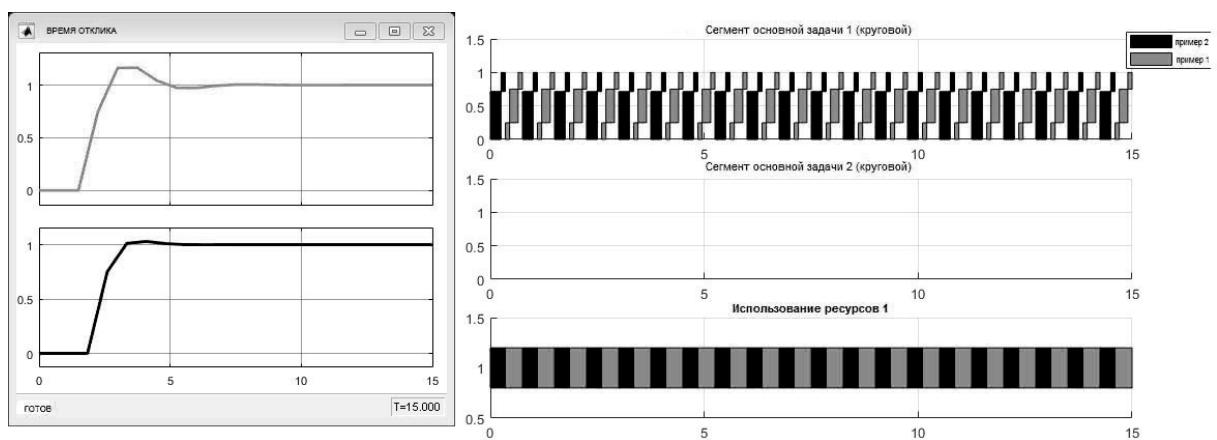 ВРЕМЯ ОТКЛИКА
1
0.5
0
1
0.5
0
0 5 10 15
готов T=15.000
Сегмент основной задачи 1 (круговой)
пример 2
пример 1
1.5
1
0.5
0
0 5 10 15
Сегмент основной задачи 2 (круговой)
1.5
1
0.5
0
0 5 10 15
Использование ресурсов 1
1.5
1
0.5
0 5 10 15